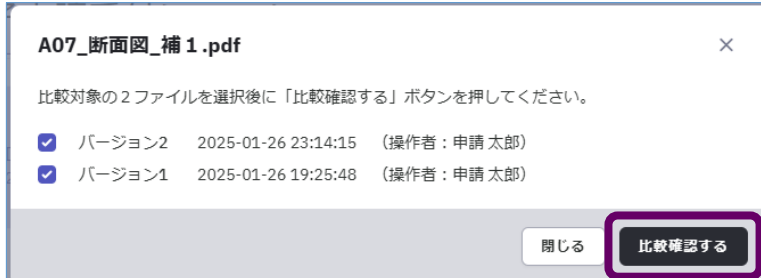 A07_断面図_補１.pdf
比較対象の２ファイルを選択後に「比較確認する」ボタンを押してください。
バージョン2 2025-01-26 23:14:15 （操作者：申請 太郎）
バージョン1 2025-01-26 19:25:48 （操作者：申請 太郎）
閉じる 比較確認する